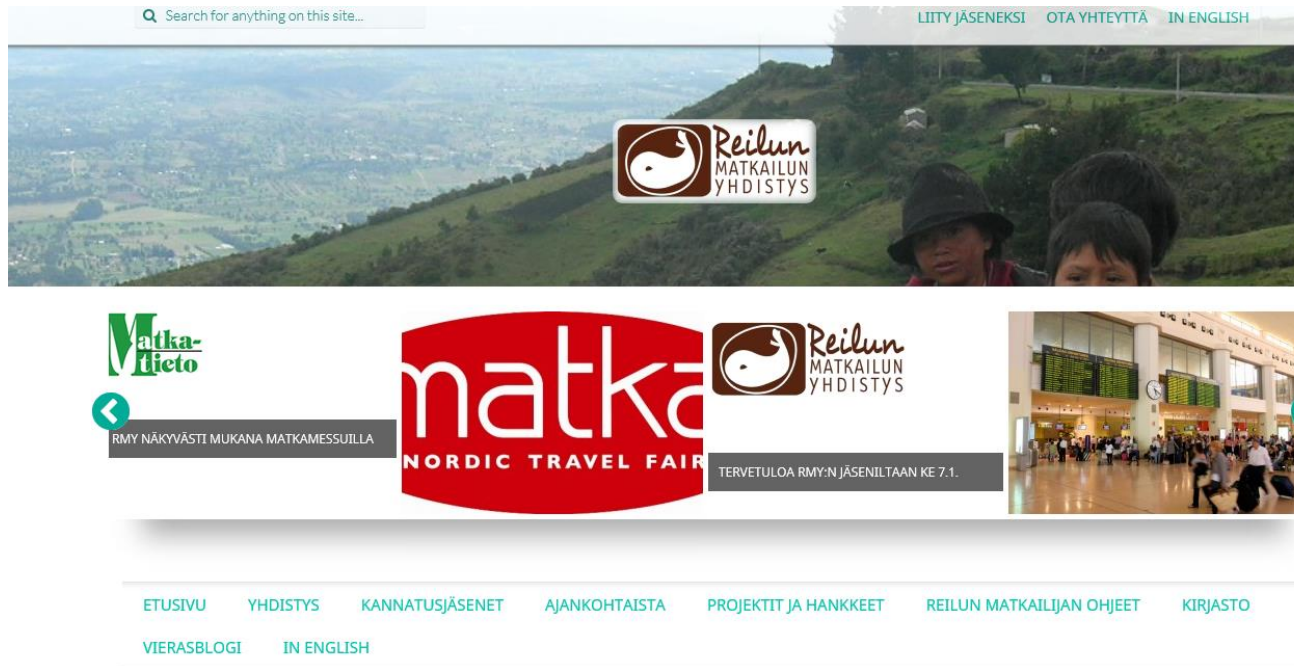 Search for anything on this site...
LIITY JÄSENEKSI OTA YHTEYTTÄ IN ENGLISH
Reilun
MATKAILUN
YHDISTYS
Matka-
tieto
RMY NÄKYVÄSTI MUKANA MATKAMESSUILLA
matka
NORDIC TRAVEL FAIR
Reilun
MATKAILUN
YHDISTYS
TERVETULOA RMY:N JÄSENILTAAN KE 7.1.
ETUSIVU YHDISTYS KANNATUSJÄSENET AJANKOHTAISTA PROJEKTIT JA HANKKEET REILUN MATKAILIJAN OHJEET KIRJASTO
VIERASBLOGI IN ENGLISH